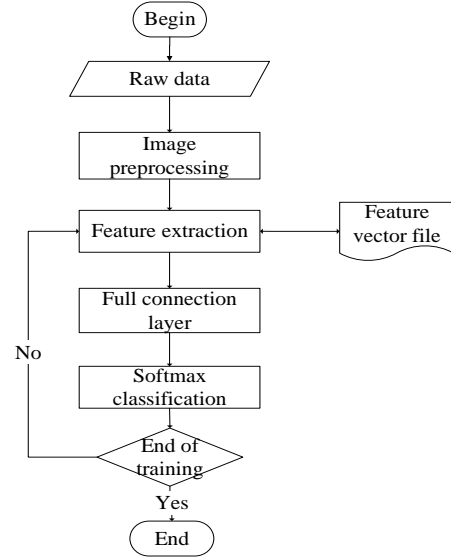 Begin
Raw data
Image
preprocessing
Feature extraction
Feature
vector file
Full connection
layer
No
Softmax
classification
End of
training
Yes
End